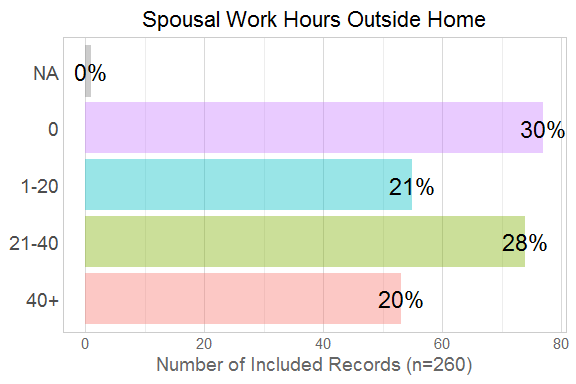 Spousal Work Hours Outside Home
NA 0%
0 30%
1-20 21%
21-40 28%
40+ 20%
0 20 40 60 80
Number of Included Records (n=260)